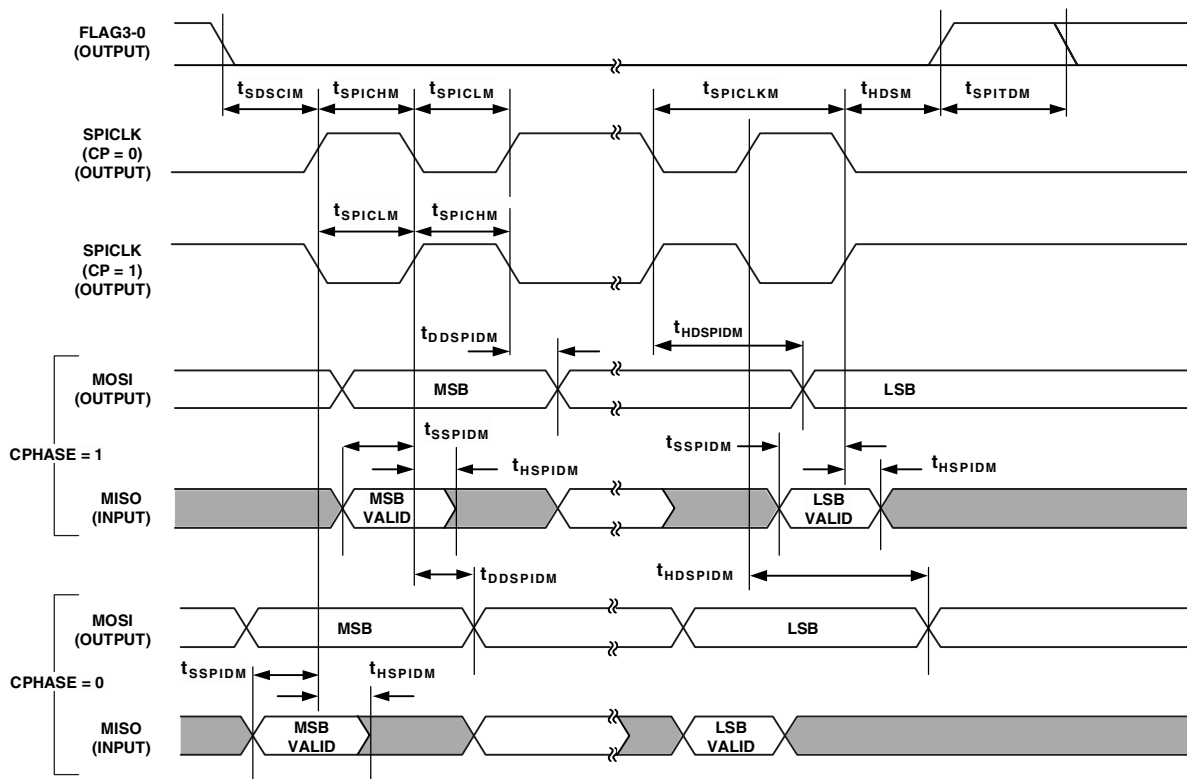 FLAG3-0
(OUTPUT)
tSDSCIM tSPICHM tSPICLM tSPICLKM tHDSM tSPITDM
SPICLK
(CP = 0)
(OUTPUT)
tSPICLM tSPICHM
SPICLK
(CP = 1)
(OUTPUT)
tDDSPIDM tHDSPIDM
MOSI
(OUTPUT)
MSB LSB
CPHASE = 1
tSSPIDM tSSPIDM
tHSPIDM tHSPIDM
MISO
(INPUT)
MSB
VALID
LSB
VALID
tDDSPIDM tHDSPIDM
MOSI
(OUTPUT)
MSB LSB
CPHASE = 0
tSSPIDM tHSPIDM
MISO
(INPUT)
MSB
VALID
LSB
VALID